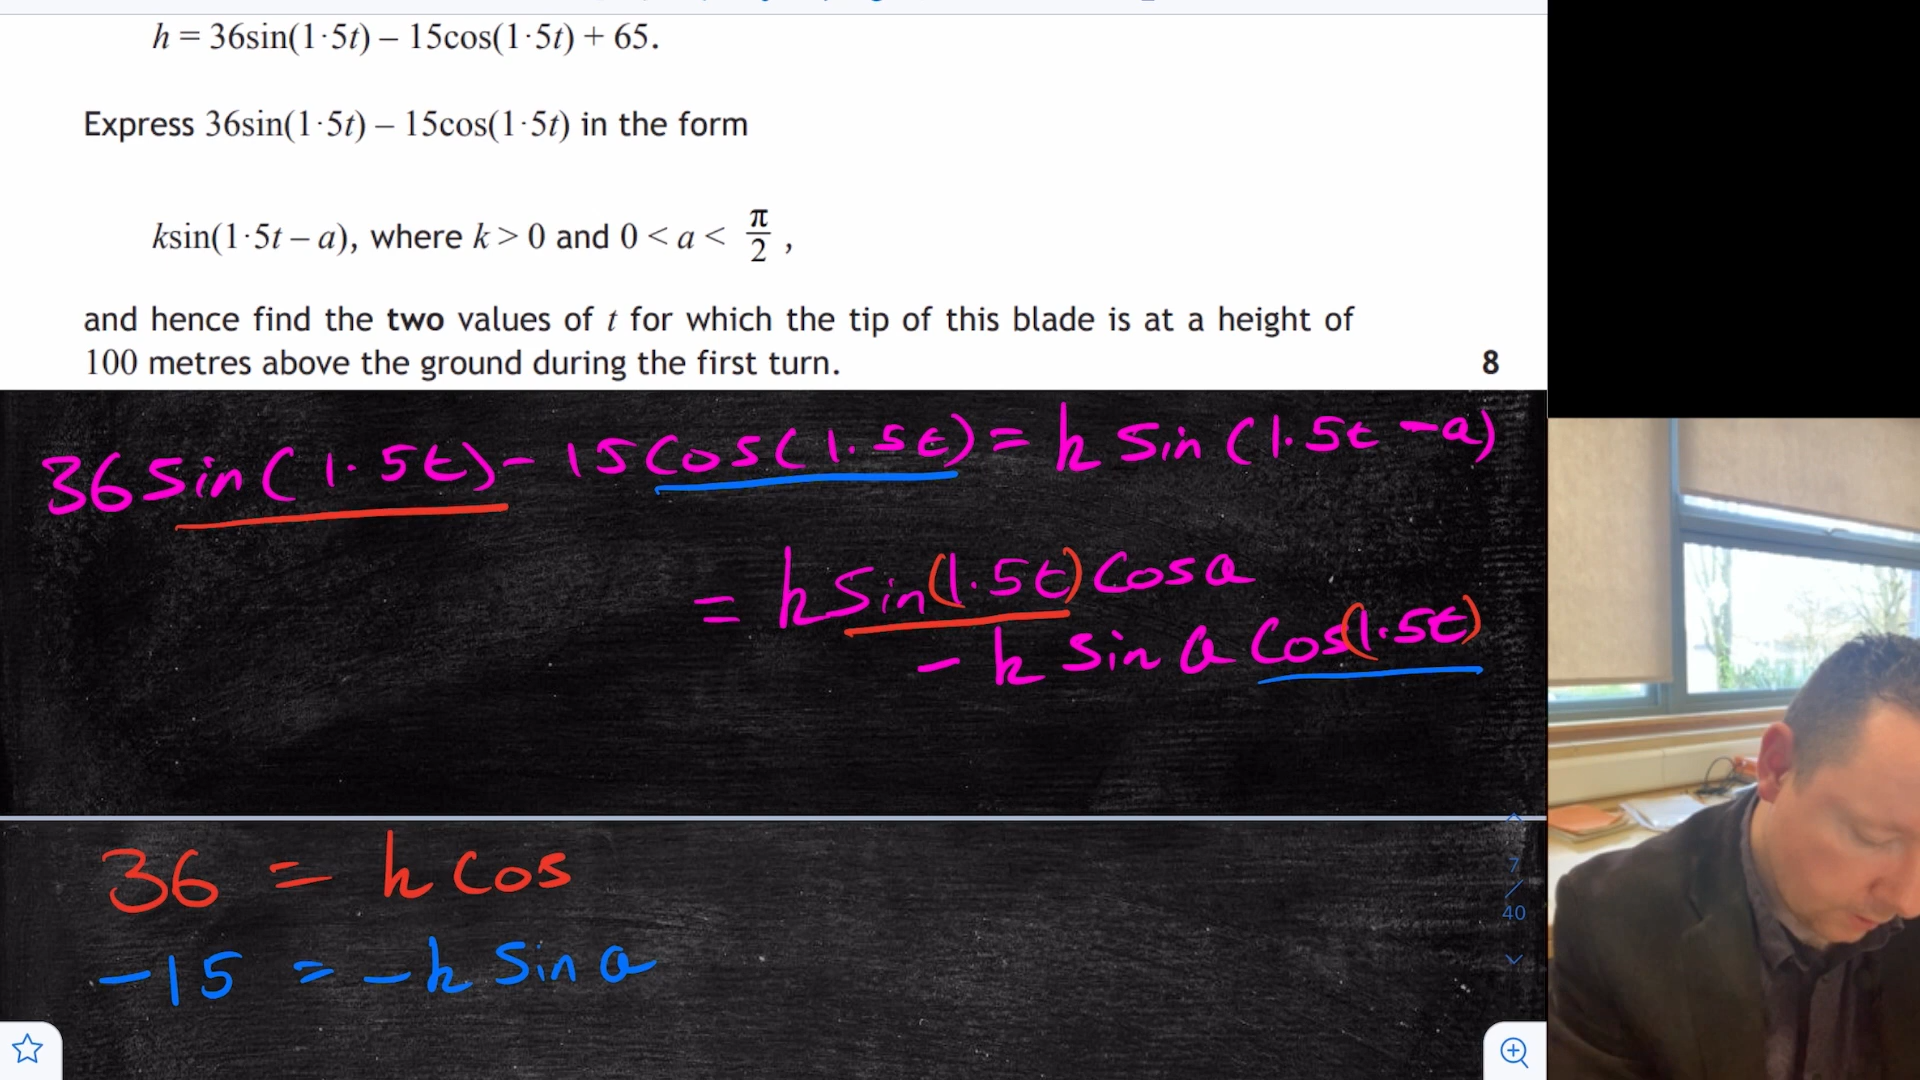 h = 36sin(1·5t) – 15cos(1·5t) + 65.
Express 36sin(1·5t) – 15cos(1·5t) in the form
ksin(1·5t – a), where k > 0 and 0 < a < π/2 ,
and hence find the two values of t for which the tip of this blade is at a height of
100 metres above the ground during the first turn. 8
36 sin(1.5t) - 15cos(1.5t) = k sin(1.5t - a)
= k sin(1.5t) cos a
- k sin a cos(1.5t)
36 = k cos
-15 = -k sin a
7
/
40